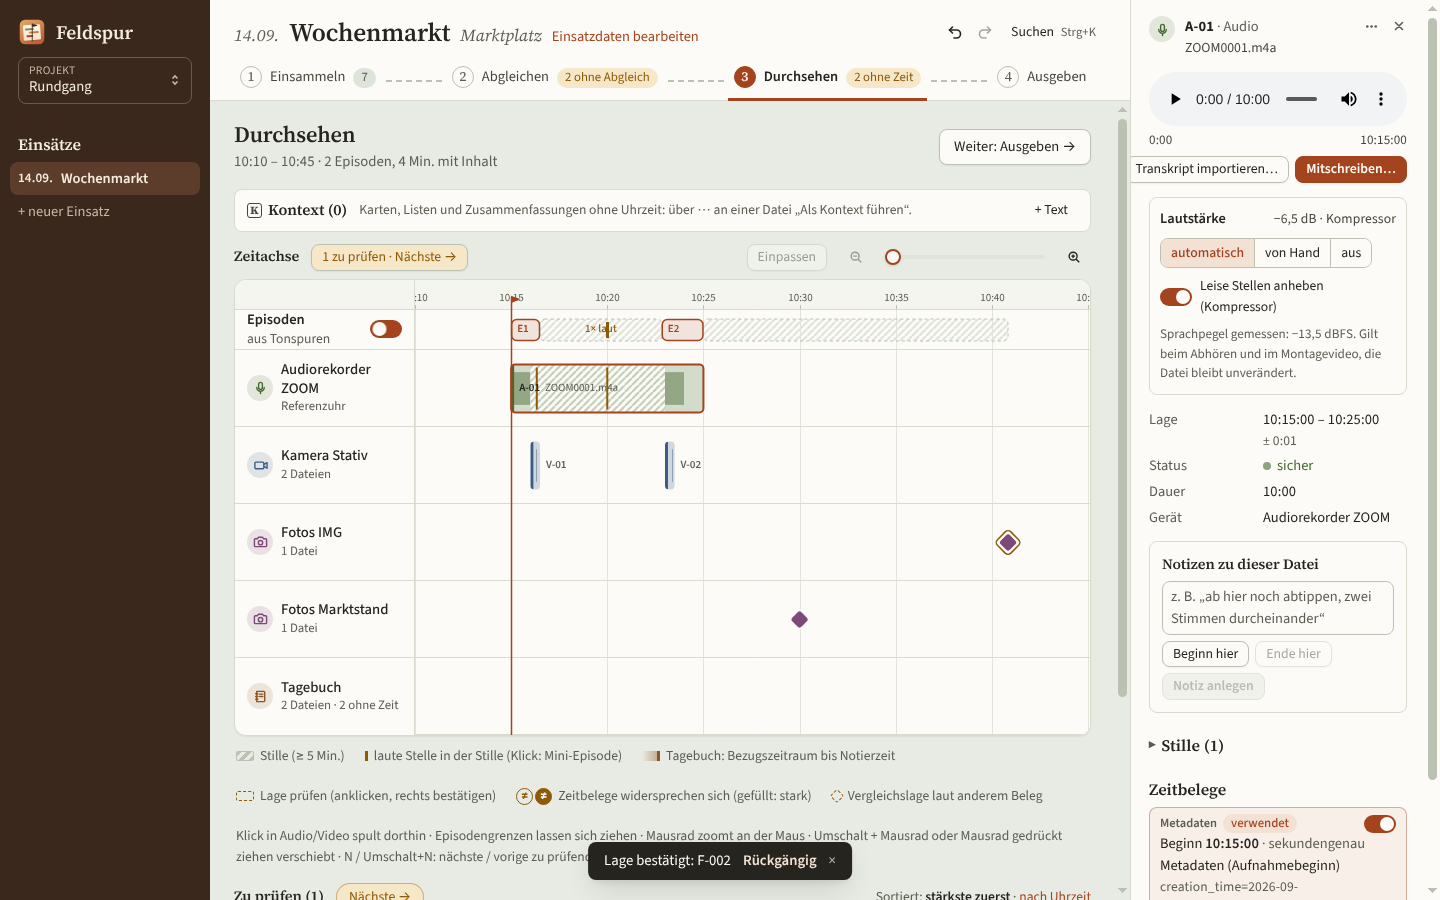 Feldspur
PROJEKT
Rundgang
Einsätze
14.09. Wochenmarkt
+ neuer Einsatz
14.09. Wochenmarkt Marktplatz Einsatzdaten bearbeiten
Suchen Strg+K
1 Einsammeln 7
2 Abgleichen 2 ohne Abgleich
3 Durchsehen 2 ohne Zeit
4 Ausgeben
Durchsehen
10:10 – 10:45 · 2 Episoden, 4 Min. mit Inhalt
Weiter: Ausgeben →
K Kontext (0) Karten, Listen und Zusammenfassungen ohne Uhrzeit: über ··· an einer Datei „Als Kontext führen“.
+ Text
Zeitachse
1 zu prüfen · Nächste →
Einpassen
:10 10:15 10:20 10:25 10:30 10:35 10:40 10:
Episoden
aus Tonspuren
E1 1× laut E2
Audiorekorder
ZOOM
Referenzuhr
A-01 ZOOM0001.m4a
Kamera Stativ
2 Dateien
V-01 V-02
Fotos IMG
1 Datei
Fotos Marktstand
1 Datei
Tagebuch
2 Dateien · 2 ohne Zeit
Stille (≥ 5 Min.)
laute Stelle in der Stille (Klick: Mini-Episode)
Tagebuch: Bezugszeitraum bis Notierzeit
Lage prüfen (anklicken, rechts bestätigen)
≠ ≠ Zeitbelege widersprechen sich (gefüllt: stark)
Vergleichslage laut anderem Beleg
Klick in Audio/Video spult dorthin · Episodengrenzen lassen sich ziehen · Mausrad zoomt an der Maus · Umschalt + Mausrad oder Mausrad gedrückt
ziehen verschiebt · N / Umschalt+N: nächste / vorige zu prüfend
Lage bestätigt: F-002 Rückgängig ×
Zu prüfen (1) Nächste →
Sortiert: stärkste zuerst · nach Uhrzeit
A-01 · Audio
ZOOM0001.m4a
0:00 / 10:00
0:00 10:15:00
Transkript importieren…
Mitschreiben…
Lautstärke −6,5 dB · Kompressor
automatisch von Hand aus
Leise Stellen anheben
(Kompressor)
Sprachpegel gemessen: −13,5 dBFS. Gilt
beim Abhören und im Montagevideo, die
Datei bleibt unverändert.
Lage 10:15:00 – 10:25:00
± 0:01
Status sicher
Dauer 10:00
Gerät Audiorekorder ZOOM
Notizen zu dieser Datei
z. B. „ab hier noch abtippen, zwei
Stimmen durcheinander“
Beginn hier Ende hier
Notiz anlegen
Stille (1)
Zeitbelege
Metadaten verwendet
Beginn 10:15:00 · sekundengenau
Metadaten (Aufnahmebeginn)
creation_time=2026-09-